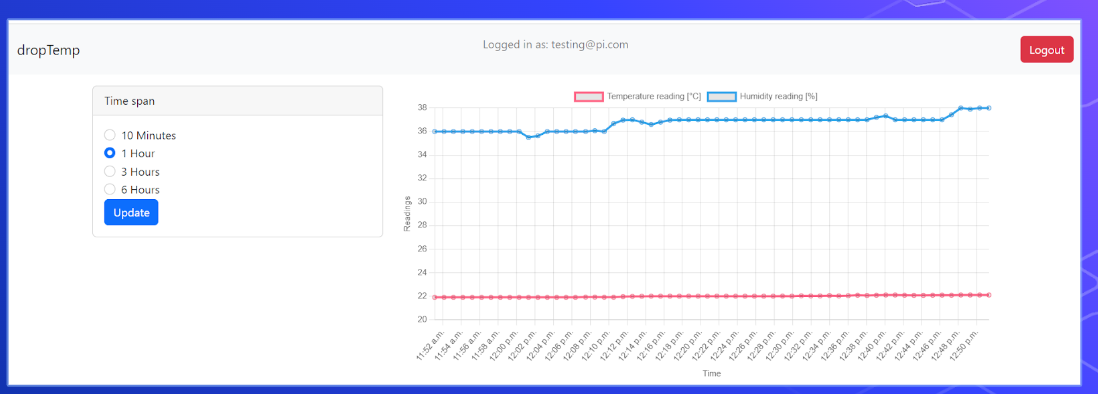 dropTemp
Logged in as: testing@pi.com
Logout
Time span
10 Minutes
1 Hour
3 Hours
6 Hours
Update
Temperature reading [°C]
Humidity reading [%]
38
36
34
32
30
28
26
24
22
20
Readings
11:52 a.m.
11:54 a.m.
11:56 a.m.
11:58 a.m.
12:00 p.m.
12:02 p.m.
12:04 p.m.
12:06 p.m.
12:08 p.m.
12:10 p.m.
12:12 p.m.
12:14 p.m.
12:16 p.m.
12:18 p.m.
12:20 p.m.
12:22 p.m.
12:24 p.m.
12:26 p.m.
12:28 p.m.
12:30 p.m.
12:32 p.m.
12:34 p.m.
12:36 p.m.
12:38 p.m.
12:40 p.m.
12:42 p.m.
12:44 p.m.
12:46 p.m.
12:48 p.m.
12:50 p.m.
Time